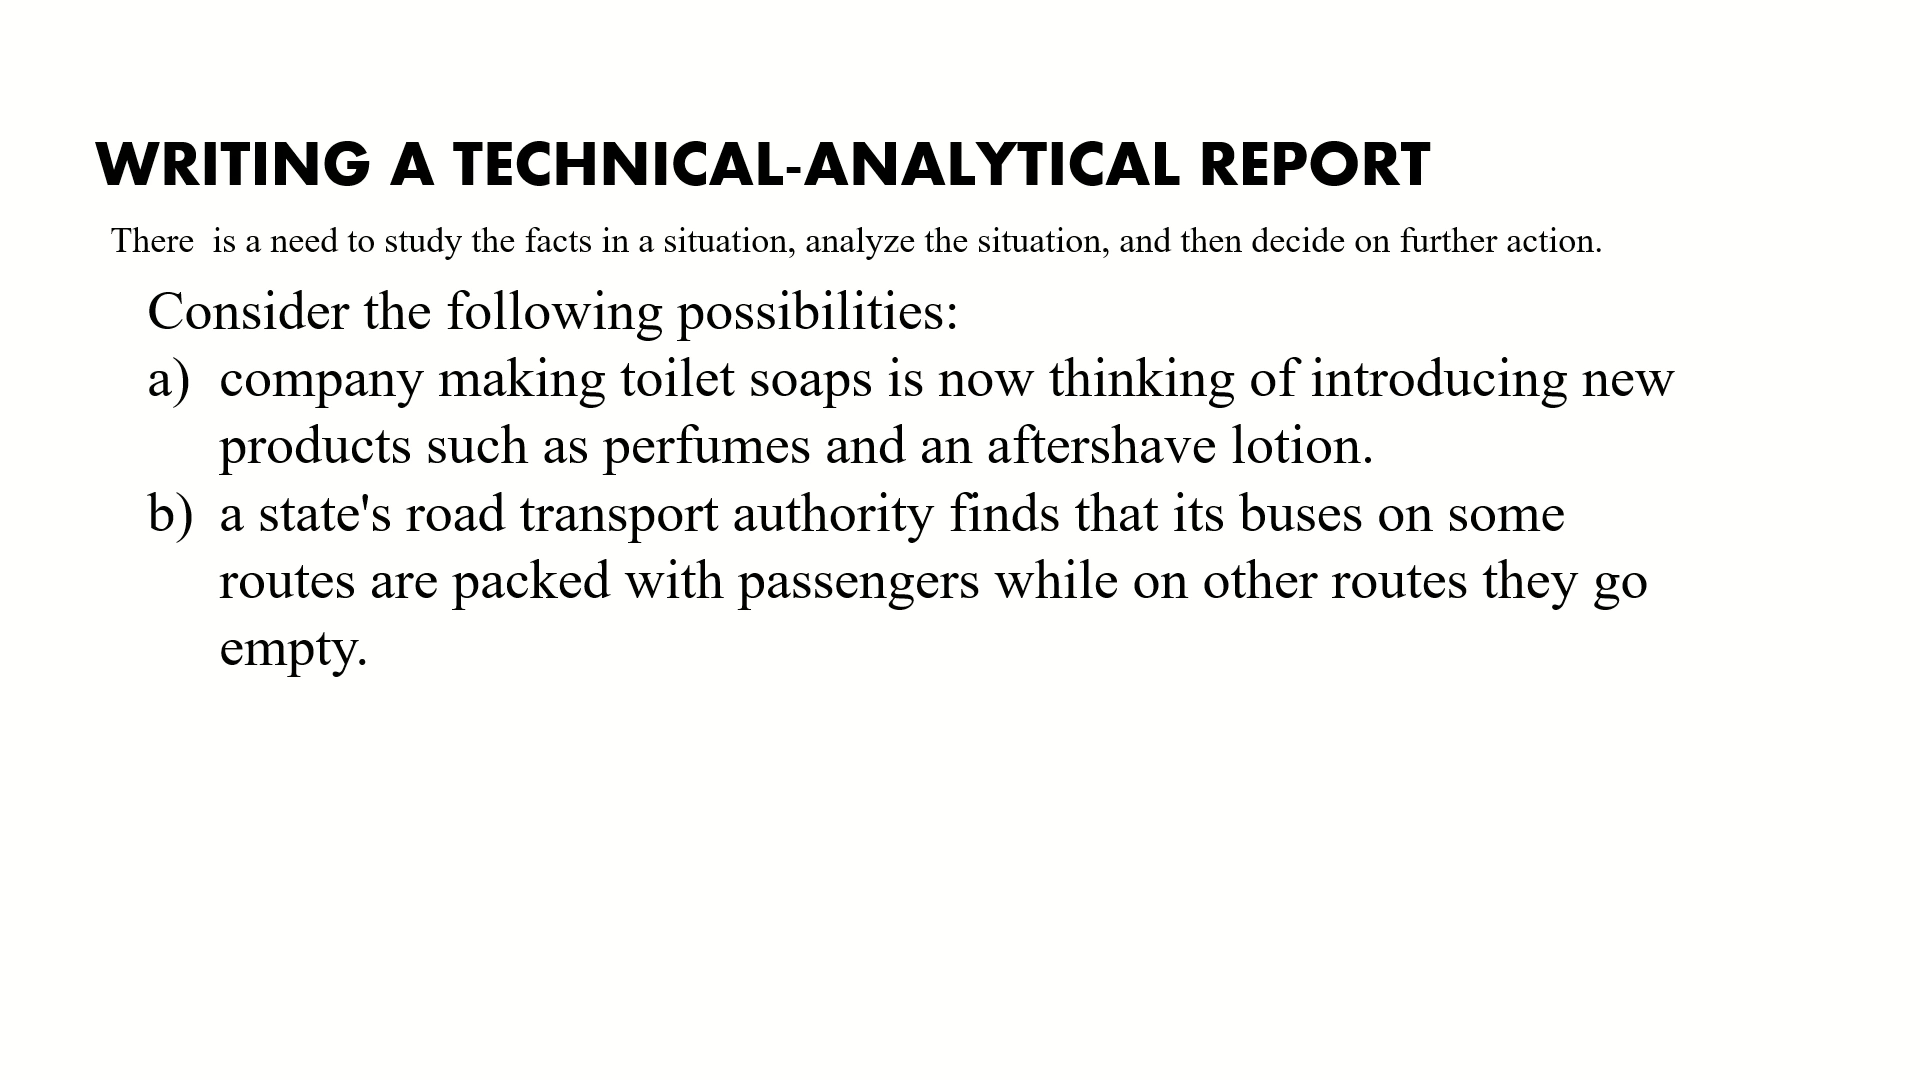 WRITING A TECHNICAL-ANALYTICAL REPORT
There  is a need to study the facts in a situation, analyze the situation, and then decide on further action.
Consider the following possibilities:
a) company making toilet soaps is now thinking of introducing new
products such as perfumes and an aftershave lotion.
b) a state's road transport authority finds that its buses on some
routes are packed with passengers while on other routes they go
empty.